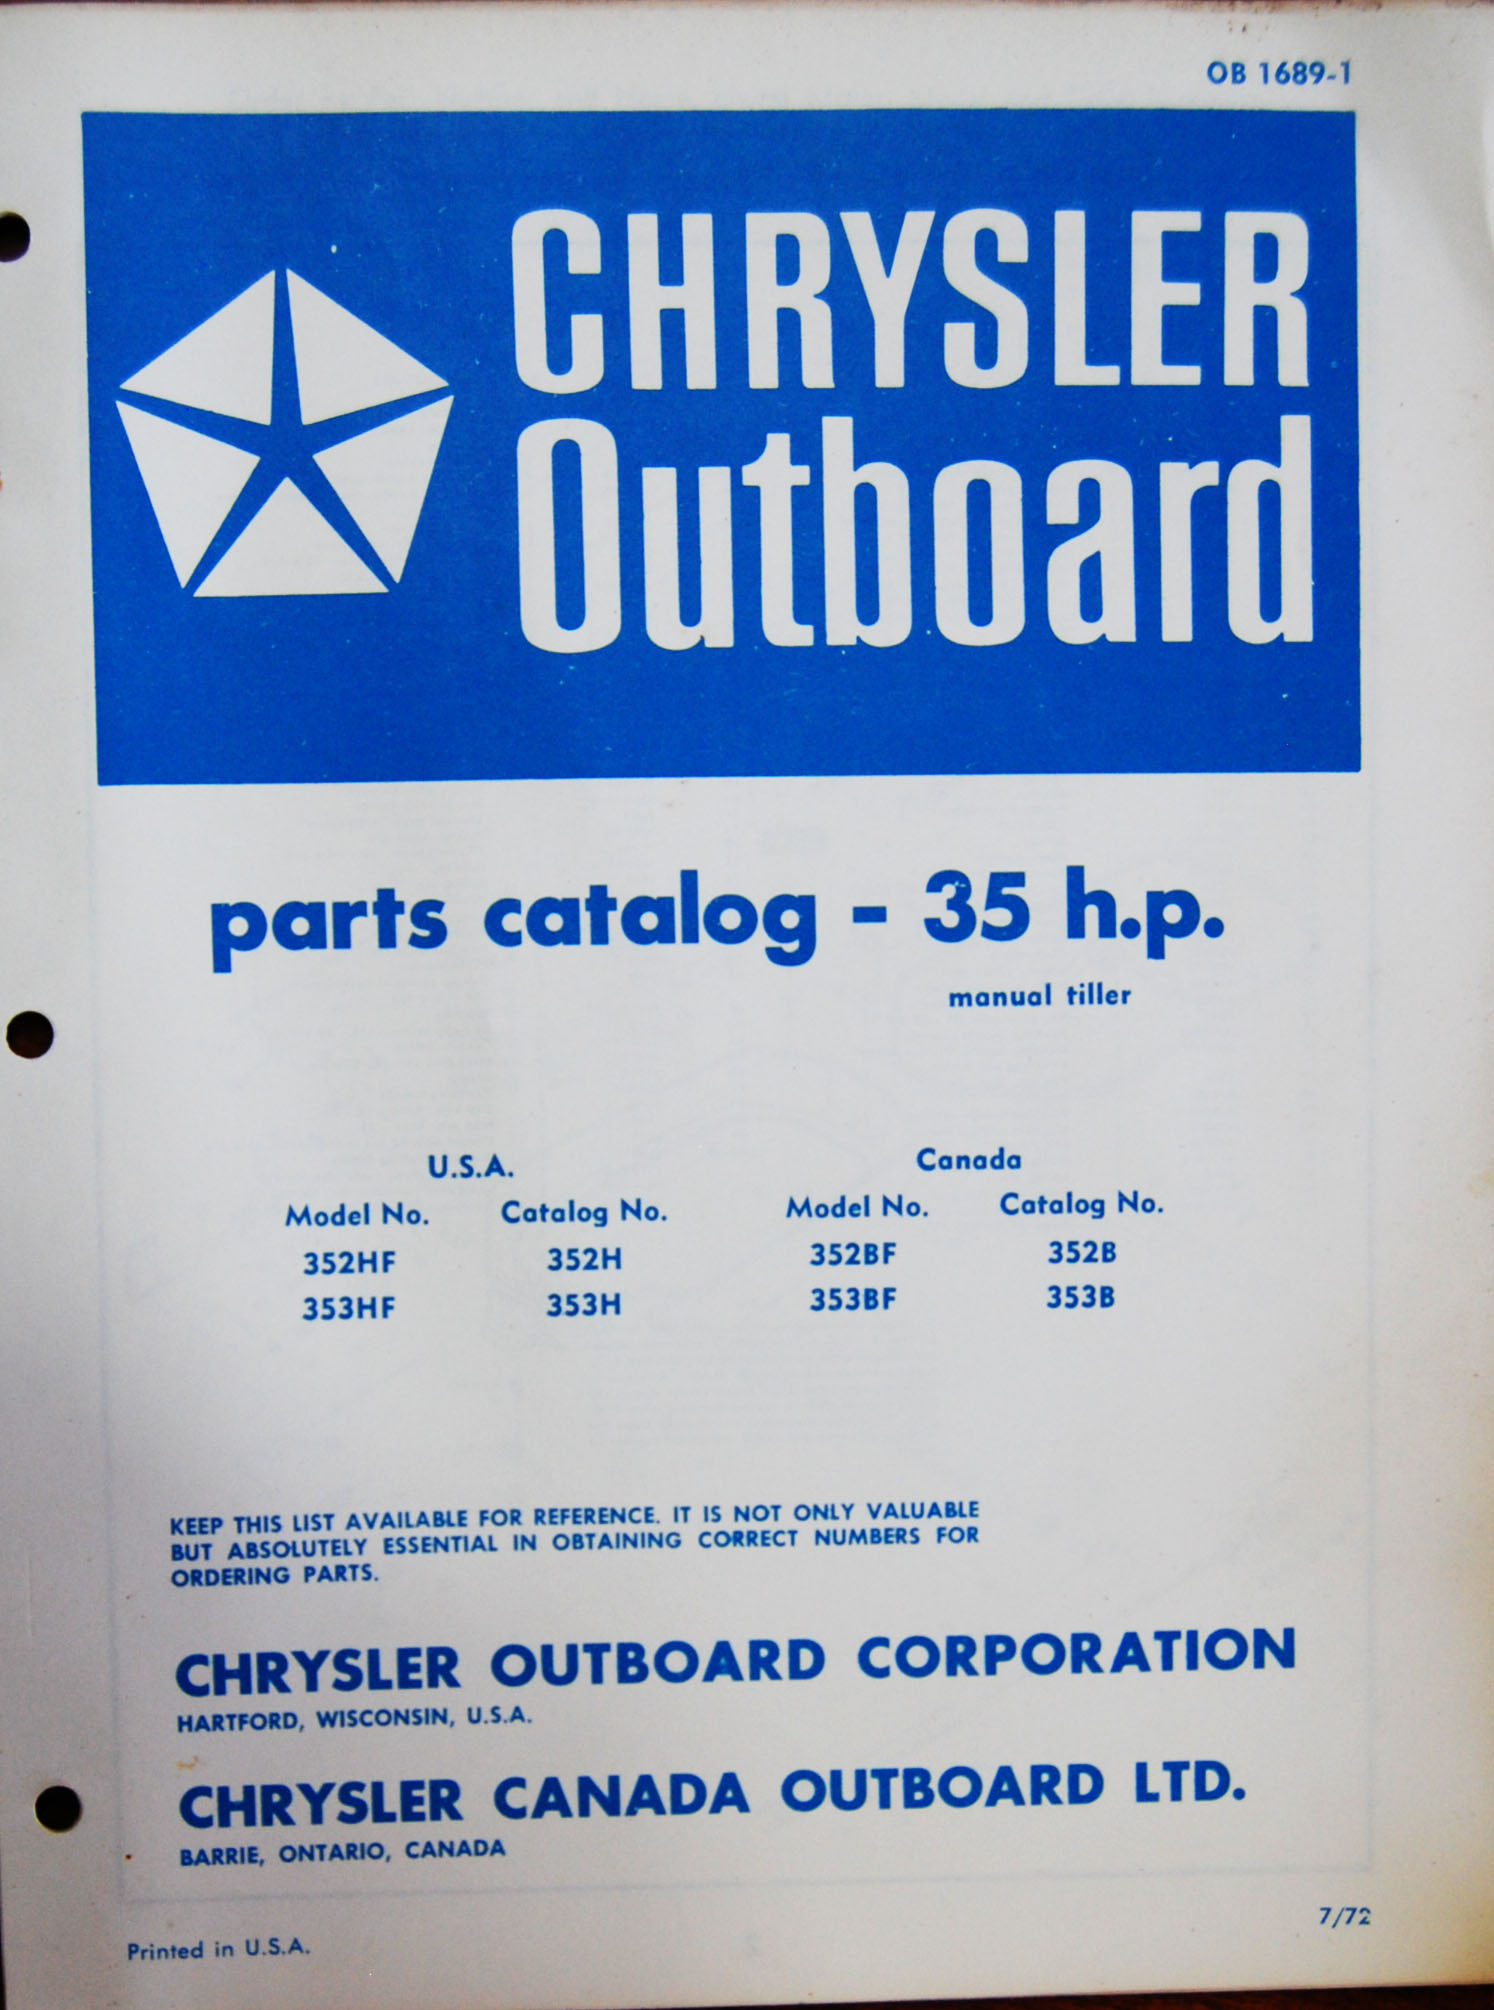 OB 1689-1
CHRYSLER
Outboard
parts catalog - 35 h.p.
manual tiller
U.S.A. Canada
Model No. Catalog No. Model No. Catalog No.
352HF 352H 352BF 352B
353HF 353H 353BF 353B
KEEP THIS LIST AVAILABLE FOR REFERENCE. IT IS NOT ONLY VALUABLE
BUT ABSOLUTELY ESSENTIAL IN OBTAINING CORRECT NUMBERS FOR
ORDERING PARTS.
CHRYSLER OUTBOARD CORPORATION
HARTFORD, WISCONSIN, U.S.A.
CHRYSLER CANADA OUTBOARD LTD.
BARRIE, ONTARIO, CANADA
7/72
Printed in U.S.A.